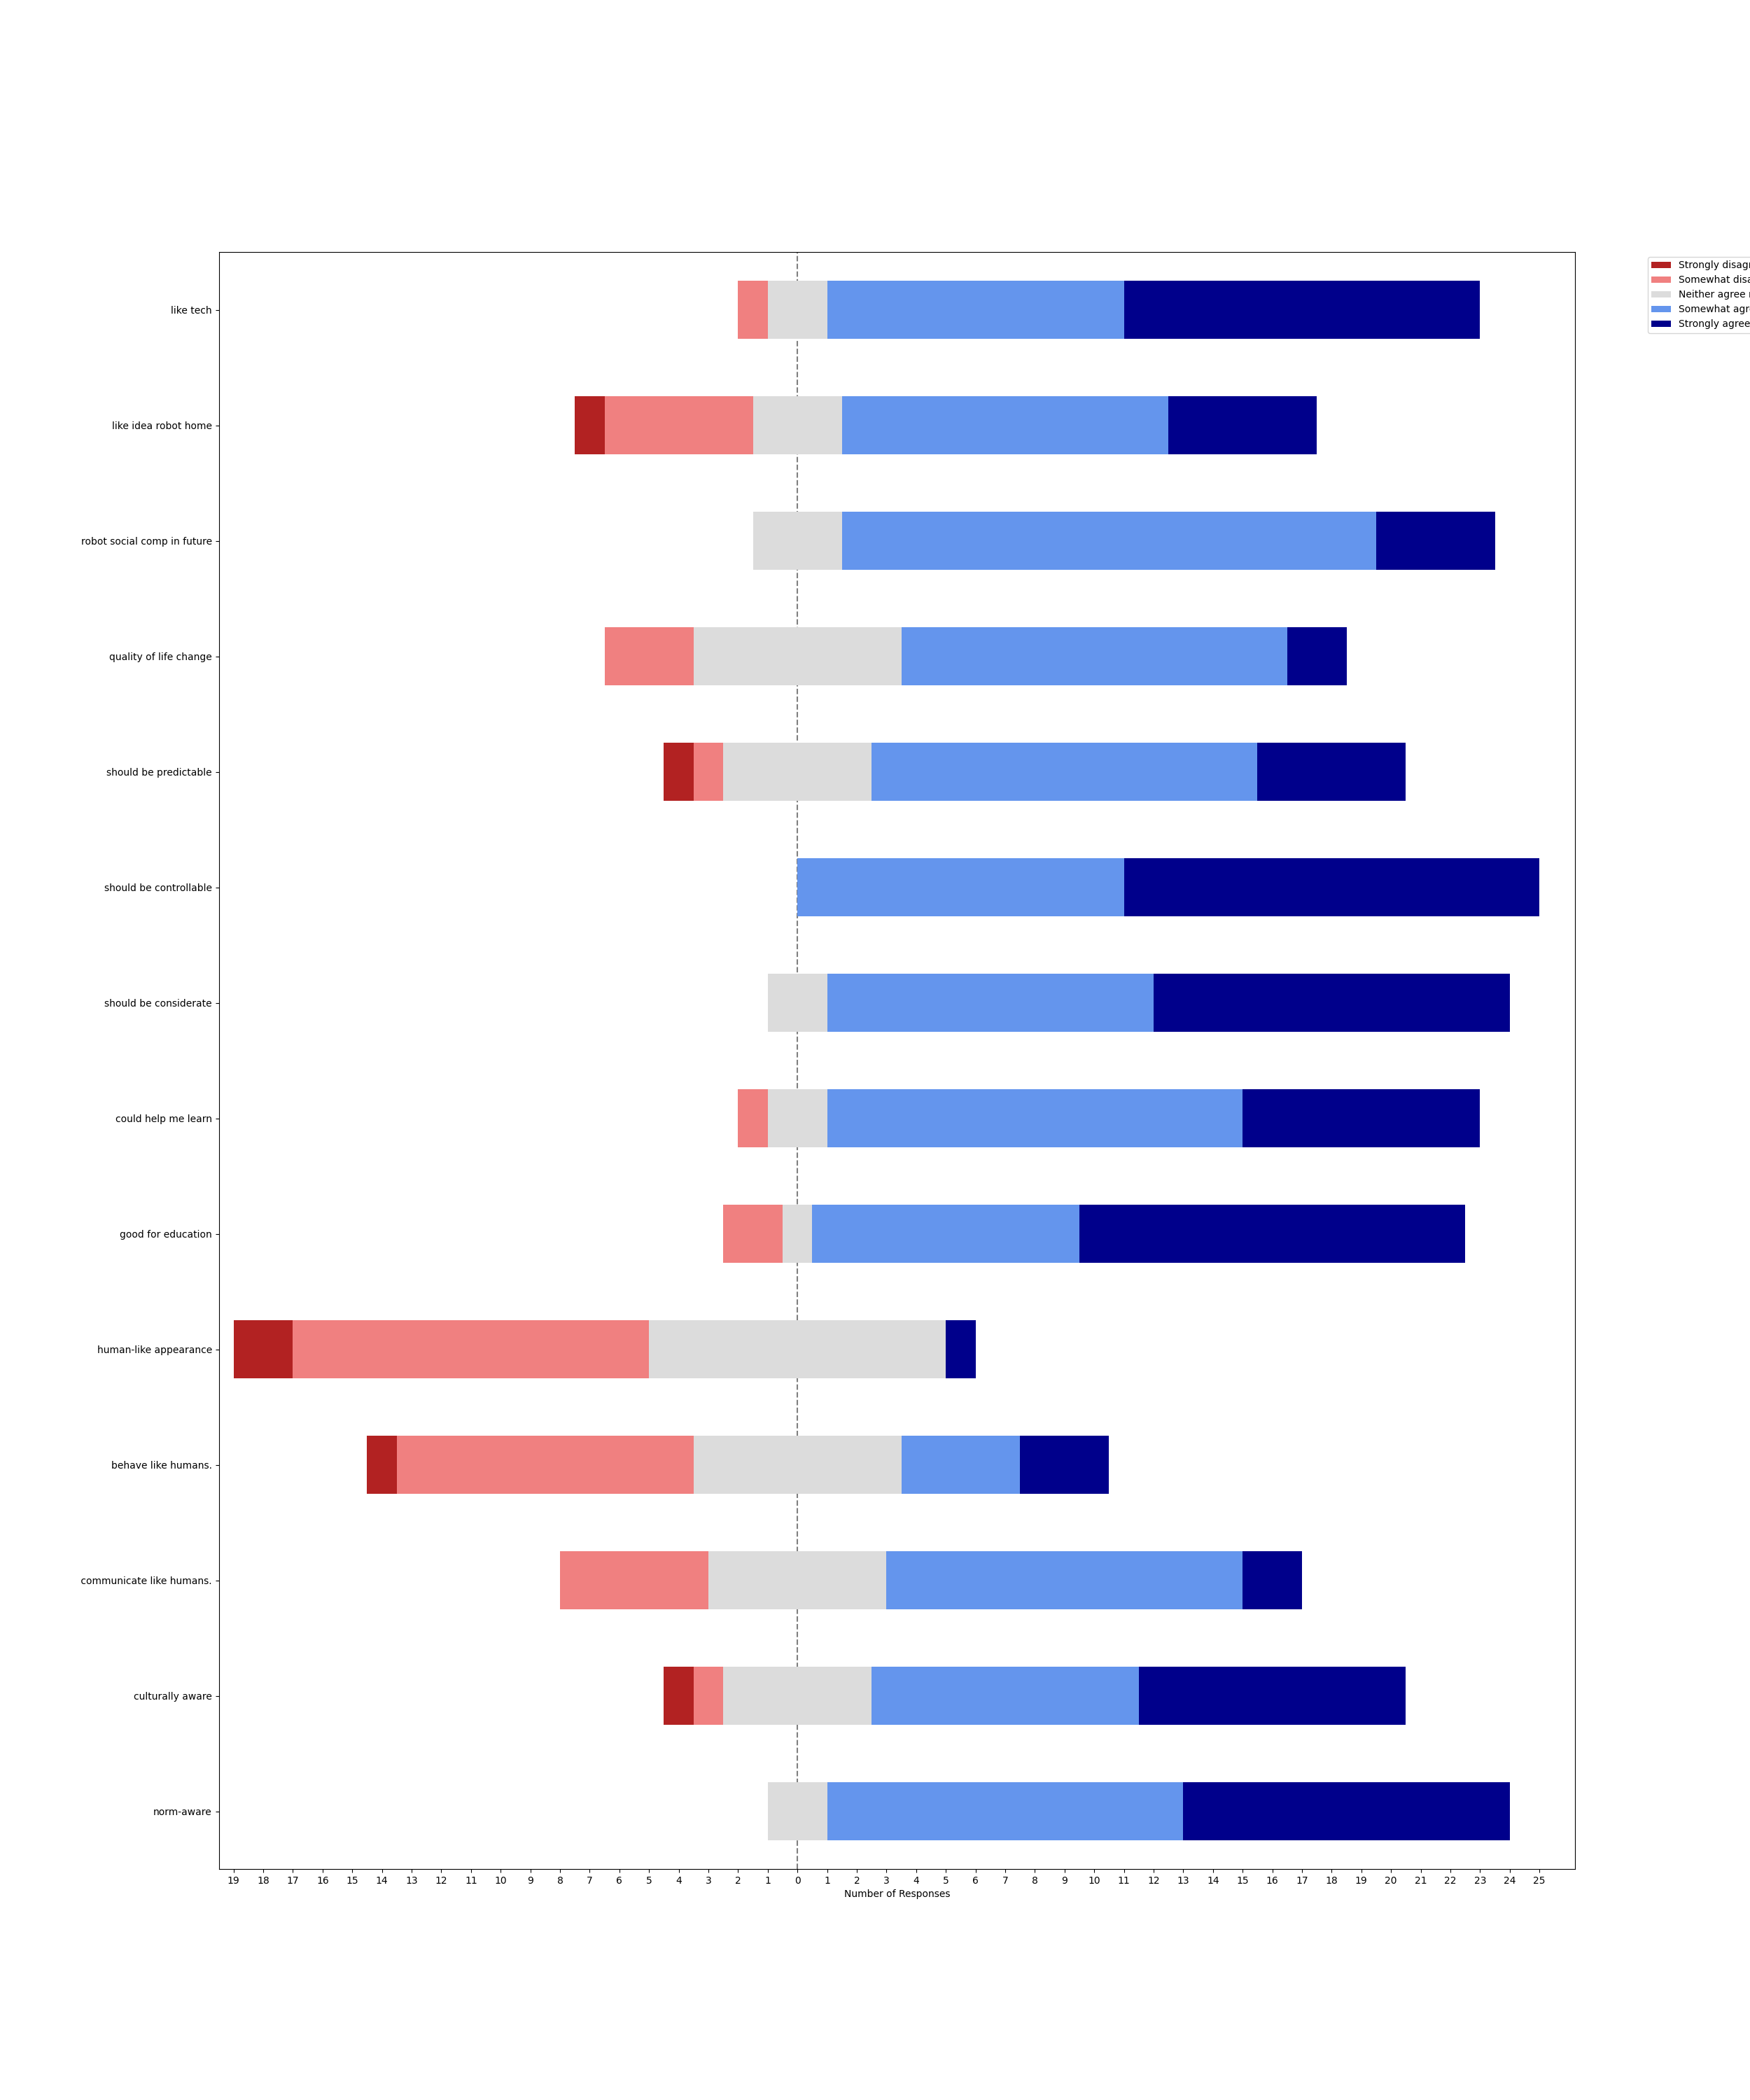 Strongly disagr
Somewhat disa
Neither agree
Somewhat agr
Strongly agree
like tech
like idea robot home
robot social comp in future
quality of life change
should be predictable
should be controllable
should be considerate
could help me learn
good for education
human-like appearance
behave like humans.
communicate like humans.
culturally aware
norm-aware
19 18 17 16 15 14 13 12 11 10 9 8 7 6 5 4 3 2 1 0 1 2 3 4 5 6 7 8 9 10 11 12 13 14 15 16 17 18 19 20 21 22 23 24 25
Number of Responses